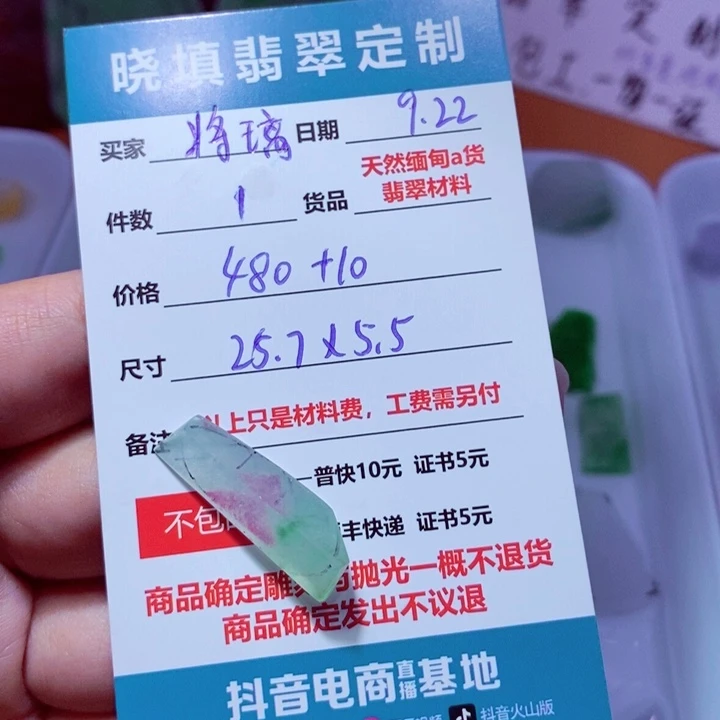 晓填翡翠定制
买家 将璃 日期 9.22
件数 1 货品 天然缅甸a货
翡翠材料
价格 480 +10
尺寸 25.7 x 5.5
备注 以上只是材料费，工费需另付
普快10元 证书5元
不包
丰快递 证书5元
商品确定雕 抛光一概不退货
商品确定发出不议退
抖音电商直播基地
抖音火山版